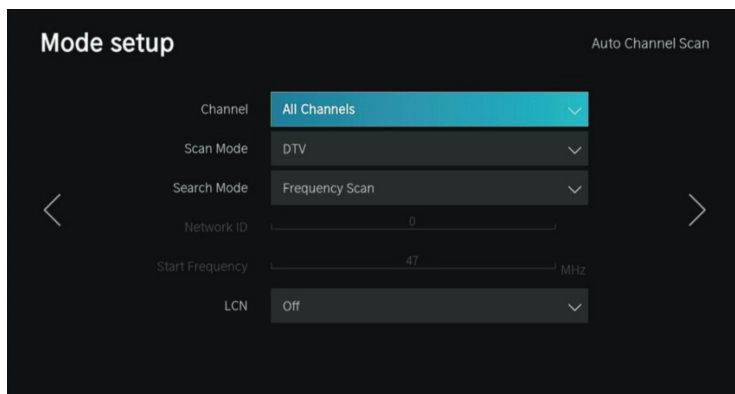 Mode setup
Auto Channel Scan
Channel All Channels
Scan Mode DTV
Search Mode Frequency Scan
Network ID 0
Start Frequency 47 MHz
LCN Off